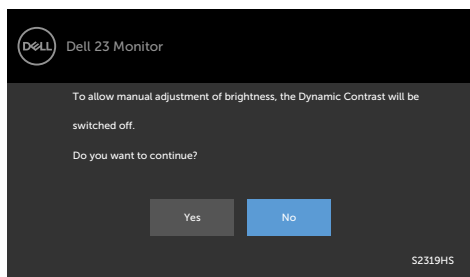 DELL
Dell 23 Monitor
To allow manual adjustment of brightness, the Dynamic Contrast will be
switched off.
Do you want to continue?
Yes
No
S2319HS